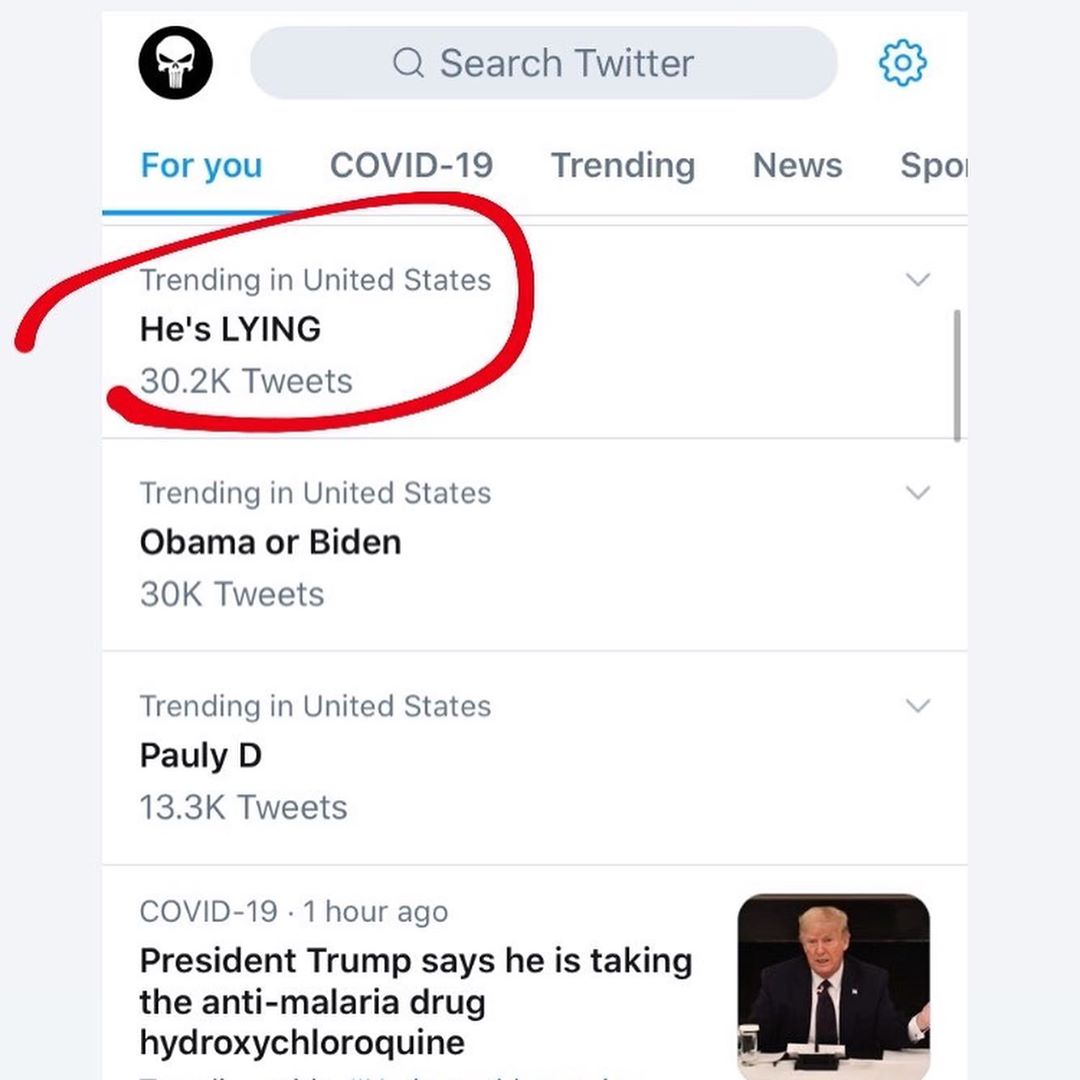 Search Twitter
For you COVID-19 Trending News Spor
Trending in United States
He's LYING
30.2K Tweets
Trending in United States
Obama or Biden
30K Tweets
Trending in United States
Pauly D
13.3K Tweets
COVID-19 · 1 hour ago
President Trump says he is taking
the anti-malaria drug
hydroxychloroquine